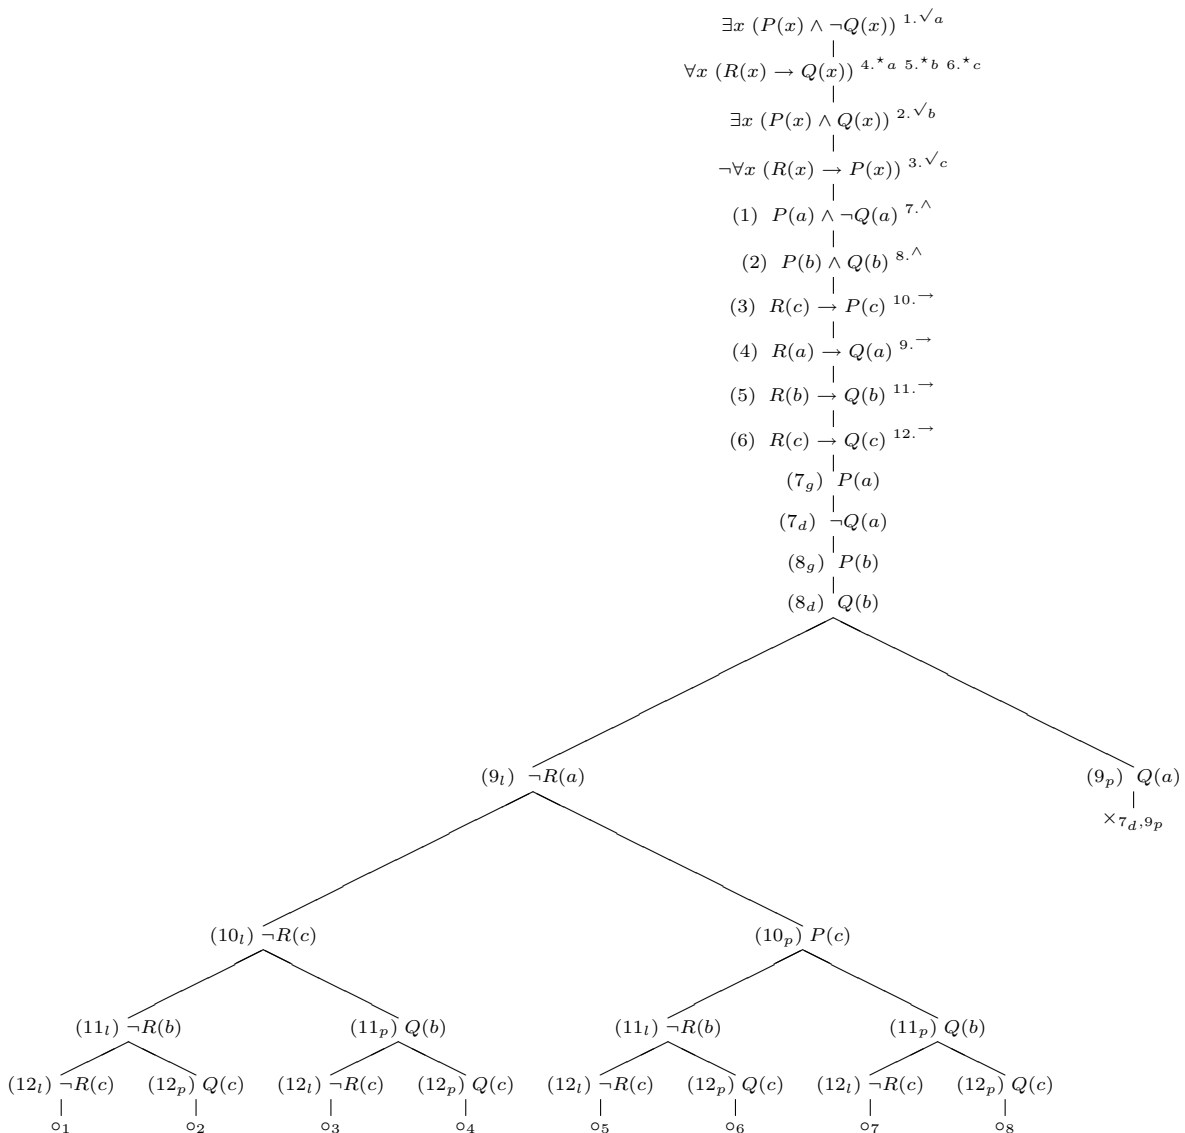 ∃x (P(x) ∧ ¬Q(x)) 1.√a
∀x (R(x) → Q(x)) 4.⋆a 5.⋆b 6.⋆c
∃x (P(x) ∧ Q(x)) 2.√b
¬∀x (R(x) → P(x)) 3.√c
(1) P(a) ∧ ¬Q(a) 7.∧
(2) P(b) ∧ Q(b) 8.∧
(3) R(c) → P(c) 10.→
(4) R(a) → Q(a) 9.→
(5) R(b) → Q(b) 11.→
(6) R(c) → Q(c) 12.→
(7g) P(a)
(7d) ¬Q(a)
(8g) P(b)
(8d) Q(b)
(9l) ¬R(a) (9p) Q(a)
×7d,9p
(10l) ¬R(c) (10p) P(c)
(11l) ¬R(b) (11p) Q(b) (11l) ¬R(b) (11p) Q(b)
(12l) ¬R(c) (12p) Q(c) (12l) ¬R(c) (12p) Q(c) (12l) ¬R(c) (12p) Q(c) (12l) ¬R(c) (12p) Q(c)
○1 ○2 ○3 ○4 ○5 ○6 ○7 ○8